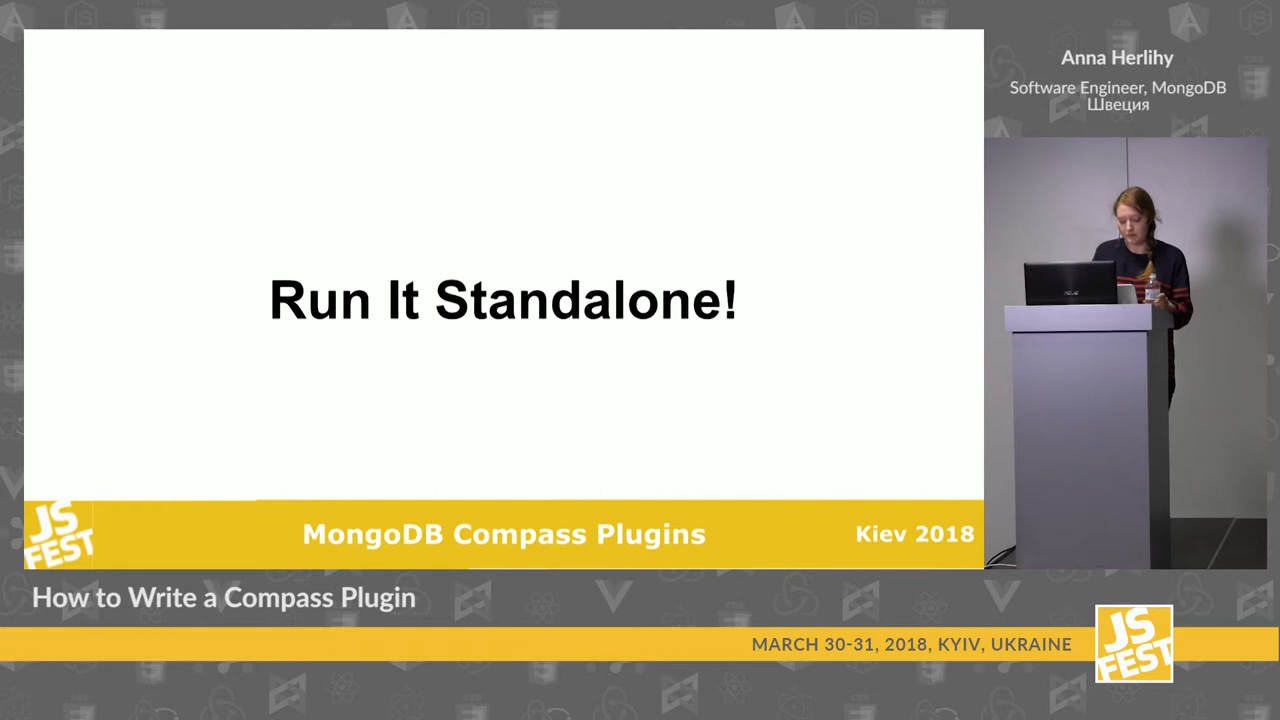 Run It Standalone!
JS
FEST
MongoDB Compass Plugins
Kiev 2018
Anna Herlihy
Software Engineer, MongoDB
Швеция
How to Write a Compass Plugin
MARCH 30-31, 2018, KYIV, UKRAINE
JS
FEST